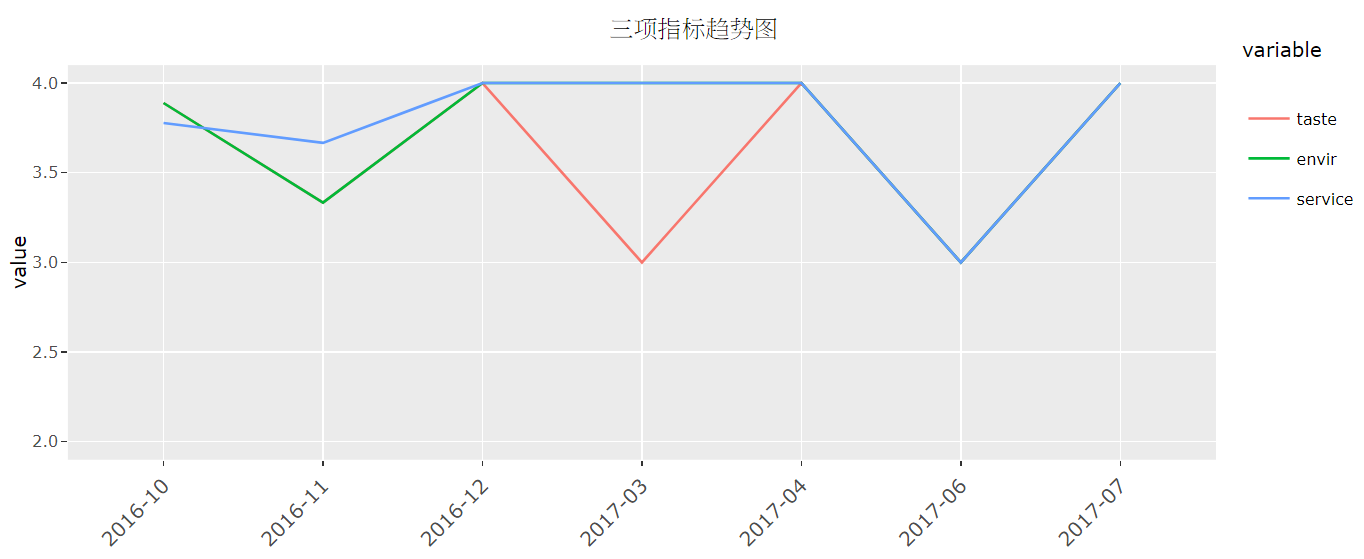 三项指标趋势图
variable
taste
envir
service
value
4.0
3.5
3.0
2.5
2.0
2016-10
2016-11
2016-12
2017-03
2017-04
2017-06
2017-07